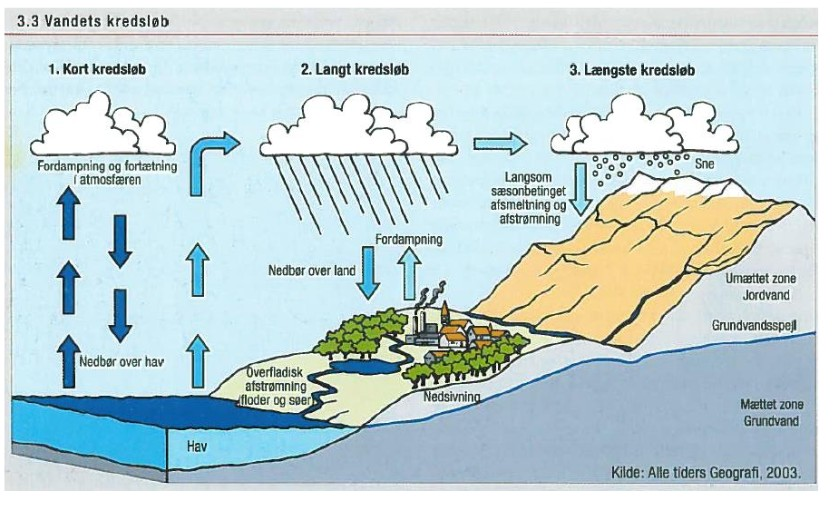 3.3 Vandets kredsløb
1. Kort kredsløb
2. Langt kredsløb
3. Længste kredsløb
Fordampning og fortætning
i atmosfæren
Sne
Langsom
sæsonbetinget
afsmeltning og
afstrømning
Fordampning
Nedbør over land
Umættet zone
Jordvand
Grundvandsspejl
Nedbør over hav
Overfladisk
afstrømning
(floder og søer)
Nedsivning
Mættet zone
Grundvand
Hav
Kilde: Alle tiders Geografi, 2003.